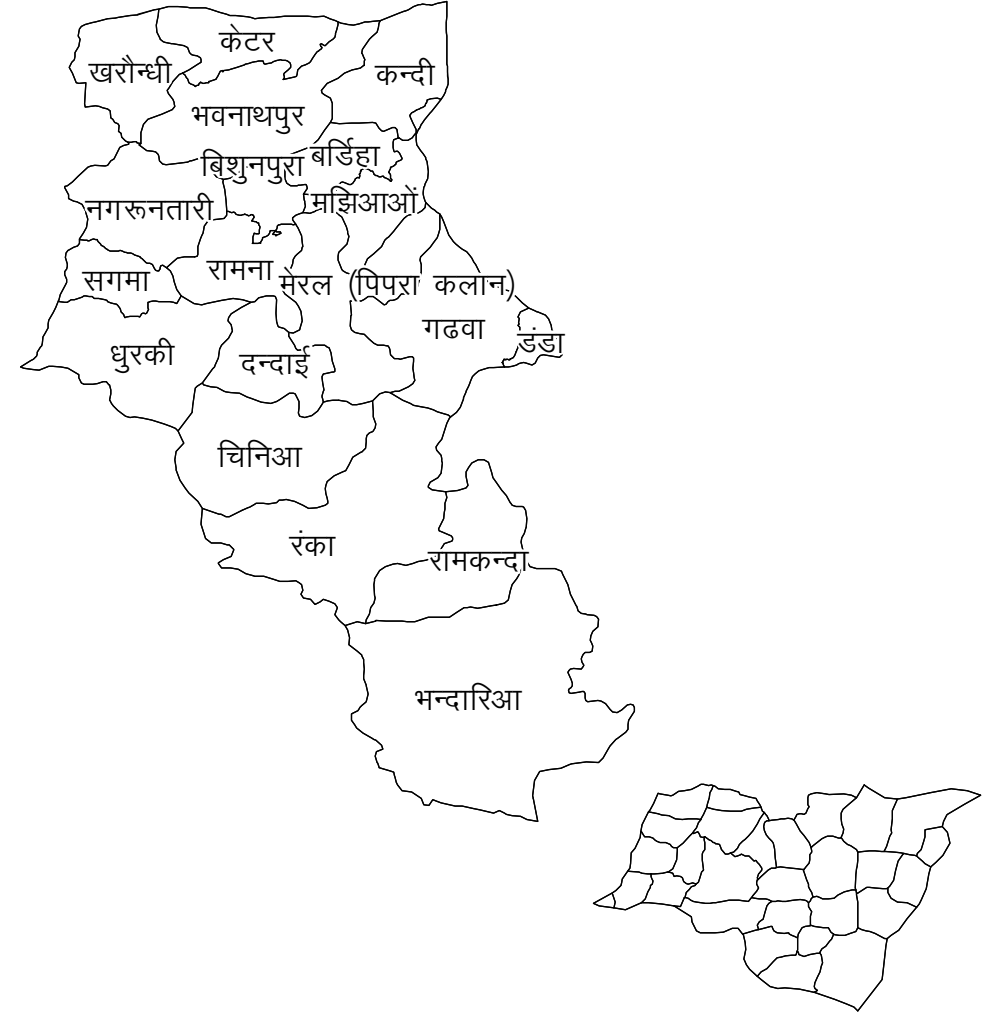 केटर
खरौन्धी
कन्दी
भवनाथपुर
बर्डिहा
बिशुनपुरा
मझिआओं
नगरूनतारी
रामना
सगमा
मेरल (पिपरा कलान)
गढवा
डंडा
धुरकी
दन्दाई
चिनिआ
रंका
रामकन्दा
भन्दारिआ